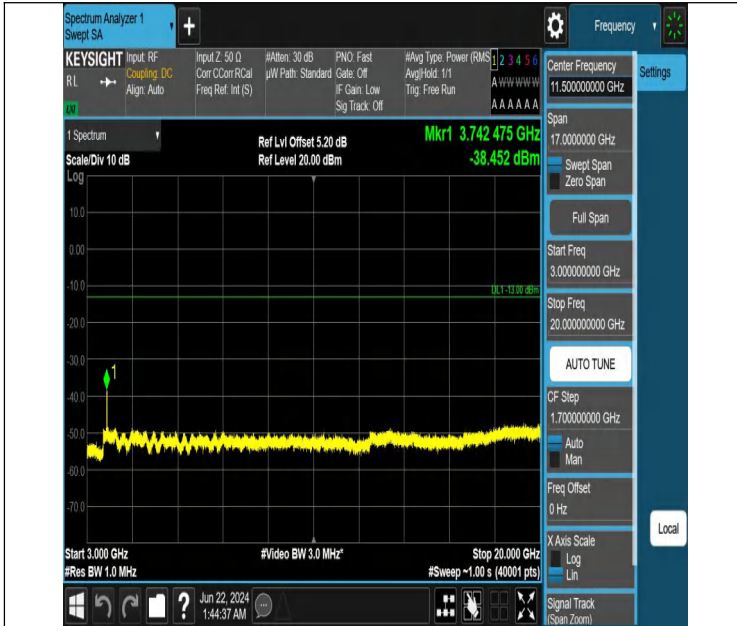 Spectrum Analyzer 1
Swept SA
+
Frequency
KEYSIGHT
RL
Input: RF
Coupling: DC
Align: Auto
Input Z: 50 Ω
Corr CCorr RCal
Freq Ref: Int (S)
#Atten: 30 dB
µW Path: Standard
PNO: Fast
Gate: Off
IF Gain: Low
Sig Track: Off
#Avg Type: Power (RMS
Avg|Hold: 1/1
Trig: Free Run
1 2 3 4 5 6
A W W W W W
A A A A A A
1 Spectrum
Scale/Div 10 dB
Log
Ref Lvl Offset 5.20 dB
Ref Level 20.00 dBm
Mkr1 3.742 475 GHz
-38.452 dBm
10.0
0.00
-10.0
DL1 -13.00 dBm
-20.0
-30.0
1
-40.0
-50.0
-60.0
-70.0
Start 3.000 GHz
#Res BW 1.0 MHz
#Video BW 3.0 MHz*
Stop 20.000 GHz
#Sweep ~1.00 s (40001 pts)
?
Jun 22, 2024
1:44:37 AM
Center Frequency
11.500000000 GHz
Settings
Span
17.0000000 GHz
Swept Span
Zero Span
Full Span
Start Freq
3.000000000 GHz
Stop Freq
20.000000000 GHz
AUTO TUNE
CF Step
1.700000000 GHz
Auto
Man
Freq Offset
0 Hz
X Axis Scale
Log
Lin
Local
Signal Track
(Span Zoom)